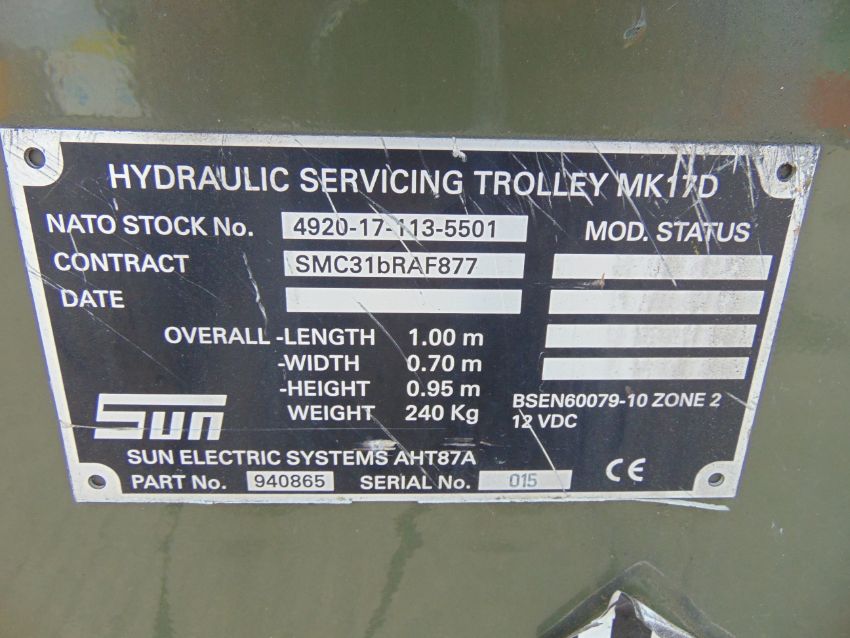 HYDRAULIC SERVICING TROLLEY MK17D
NATO STOCK No. 4920-17-113-5501 MOD. STATUS
CONTRACT SMC31bRAF877
DATE
OVERALL -LENGTH 1.00 m
-WIDTH 0.70 m
-HEIGHT 0.95 m
WEIGHT 240 Kg
BSEN60079-10 ZONE 2
12 VDC
Sun
SUN ELECTRIC SYSTEMS AHT87A
PART No. 940865 SERIAL No. 015
CE